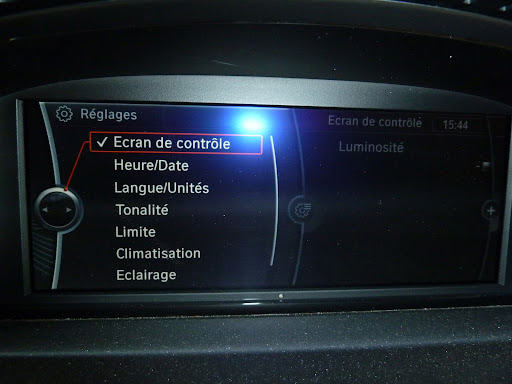 Réglages
Ecran de contrôle
Heure/Date
Langue/Unités
Tonalité
Limite
Climatisation
Eclairage
Ecran de contrôle 15:44
Luminosité